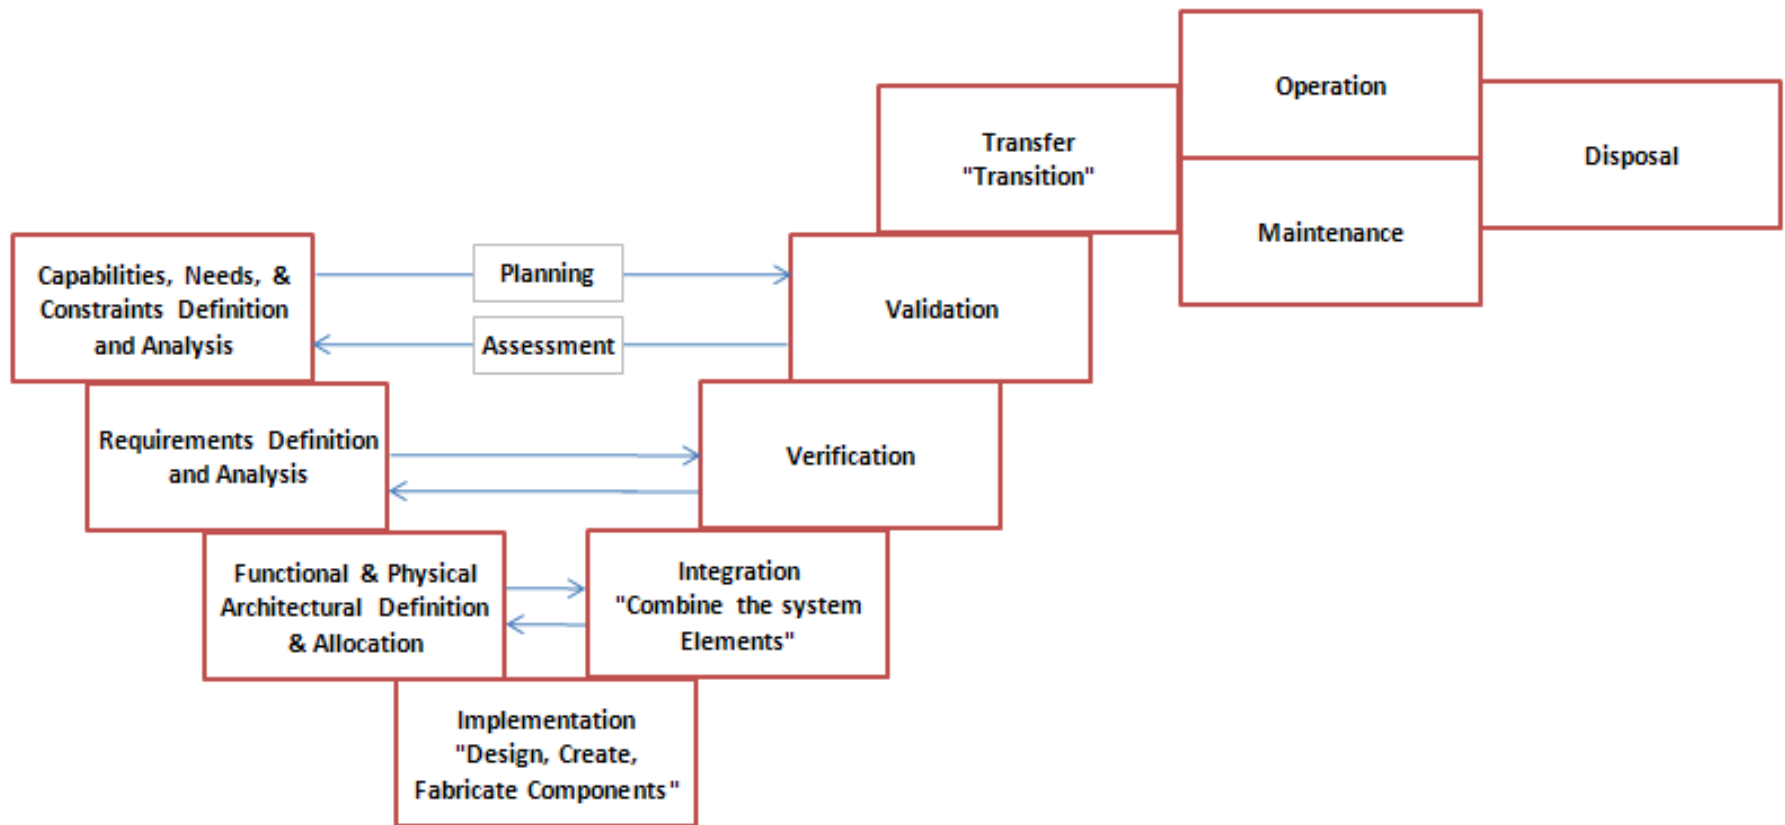 Operation
Transfer
"Transition"
Disposal
Maintenance
Capabilities, Needs, &
Constraints Definition
and Analysis
Planning
Assessment
Validation
Requirements Definition
and Analysis
Verification
Functional & Physical
Architectural Definition
& Allocation
Integration
"Combine the system
Elements"
Implementation
"Design, Create,
Fabricate Components"